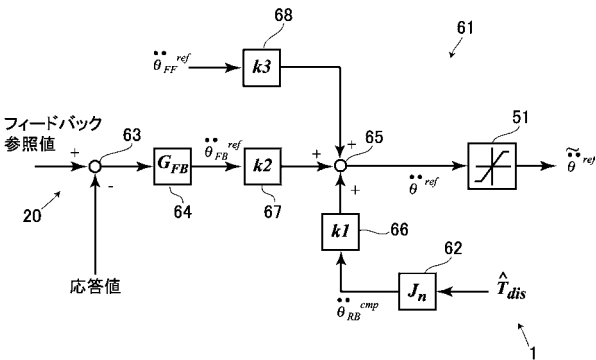 68
θ̈_FF^ref
k3
61
フィードバック
参照値
63
+
-
G_FB
64
θ̈_FB^ref
k2
67
+
+
+
65
θ̈^ref
51
θ̈̃^ref
20
応答値
k1
66
62
J_n
θ̈_RB^cmp
T̂_dis
1